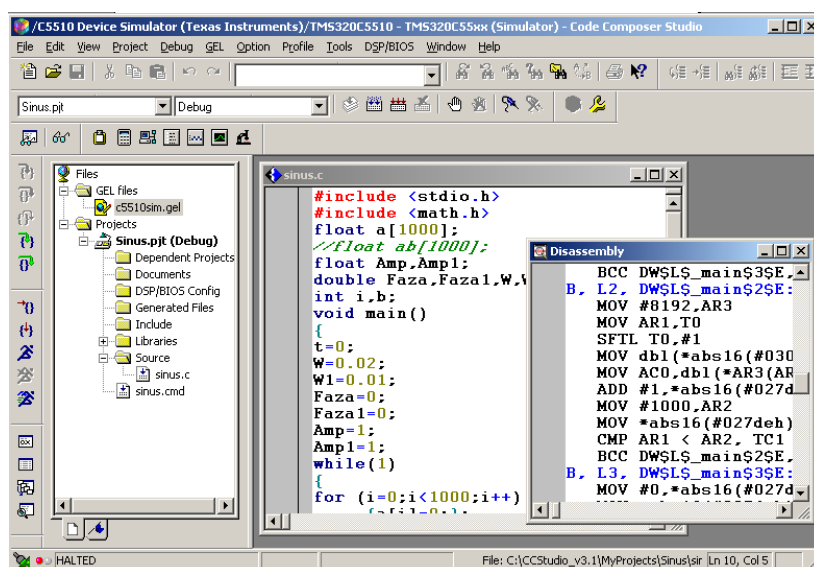 /C5510 Device Simulator (Texas Instruments)/TMS320C5510 - TMS320C55xx (Simulator) - Code Composer Studio
File Edit View Project Debug GEL Option Profile Tools DSP/BIOS Window Help
Sinus.pjt Debug
Files
GEL files
c5510sim.gel
Projects
Sinus.pjt (Debug)
Dependent Projects
Documents
DSP/BIOS Config
Generated Files
Include
Libraries
Source
sinus.c
sinus.cmd
sinus.c
#include <stdio.h>
#include <math.h>
float a[1000];
//float ab[1000];
float Amp,Amp1;
double Faza,Faza1,W,
int i,b;
void main()
{
t=0;
W=0.02;
W1=0.01;
Faza=0;
Faza1=0;
Amp=1;
Amp1=1;
while(1)
{
for (i=0;i<1000;i++)
{a[i]=0;};
Disassembly
BCC DW$L$_main$3$E,
B, L2, DW$L$_main$2$E:
MOV #8192,AR3
MOV AR1,T0
SFTL T0,#1
MOV dbl(*abs16(#030
MOV AC0,dbl(*AR3(AR
ADD #1,*abs16(#027d
MOV #1000,AR2
MOV *abs16(#027deh)
CMP AR1 < AR2, TC1
BCC DW$L$_main$2$E,
B, L3, DW$L$_main$3$E:
MOV #0,*abs16(#027d
HALTED
File: C:\CCStudio_v3.1\MyProjects\Sinus\sir Ln 10, Col 5